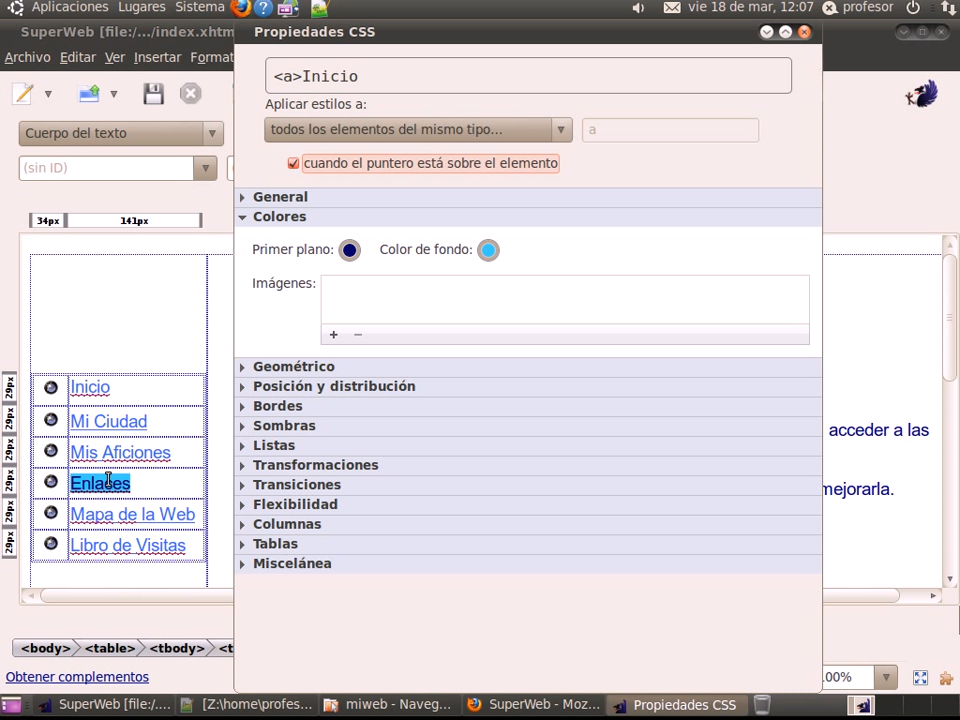 Aplicaciones Lugares Sistema vie 18 de mar, 12:07 profesor
SuperWeb [file:/.../index.xhtm
Propiedades CSS
Archivo Editar Ver Insertar Format
<a>Inicio
Aplicar estilos a:
Cuerpo del texto
todos los elementos del mismo tipo...
a
(sin ID)
cuando el puntero está sobre el elemento
General
34px 141px
Colores
Primer plano: Color de fondo:
Imágenes:
+ −
Geométrico
Inicio
Posición y distribución
Bordes
Mi Ciudad
Sombras
acceder a las
Listas
Mis Aficiones
Transformaciones
Enlaces
Transiciones
mejorarla.
Flexibilidad
Mapa de la Web
Columnas
Libro de Visitas
Tablas
Miscelánea
29px
29px
29px
29px
29px
29px
<body> <table> <tbody> <t
Obtener complementos
00%
SuperWeb [file:/.... [Z:\home\profes... miweb - Naveg... SuperWeb - Moz... Propiedades CSS